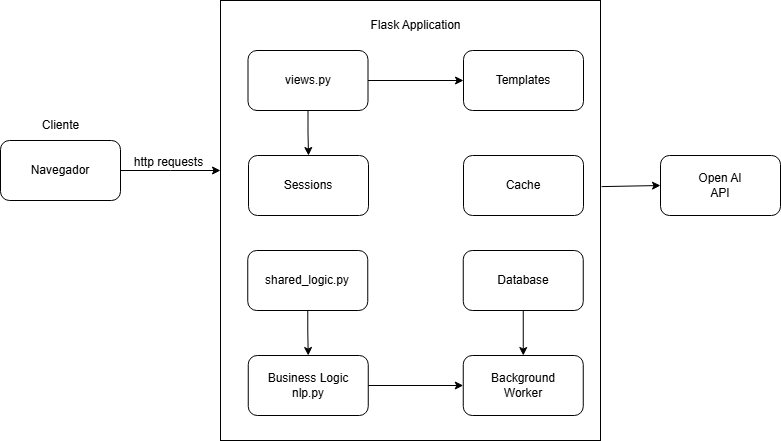 Flask Application
views.py
Templates
Cliente
Navegador
http requests
Sessions
Cache
Open AI
API
shared_logic.py
Database
Business Logic
nlp.py
Background
Worker